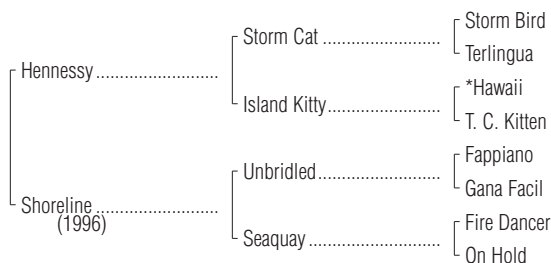 Storm Bird
Storm Cat ..............................
Terlingua
Hennessy ...............................
*Hawaii
Island Kitty .............................
T. C. Kitten
Fappiano
Unbridled ...............................
Gana Facil
Shoreline ...............................
(1996)
Fire Dancer
Seaquay .................................
On Hold